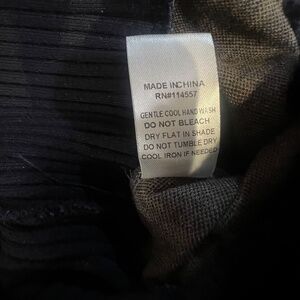 MADE IN CHINA
RN#114557
GENTLE COOL HAND WASH
DO NOT BLEACH
DRY FLAT IN SHADE
DO NOT TUMBLE DRY
COOL IRON IF NEEDED